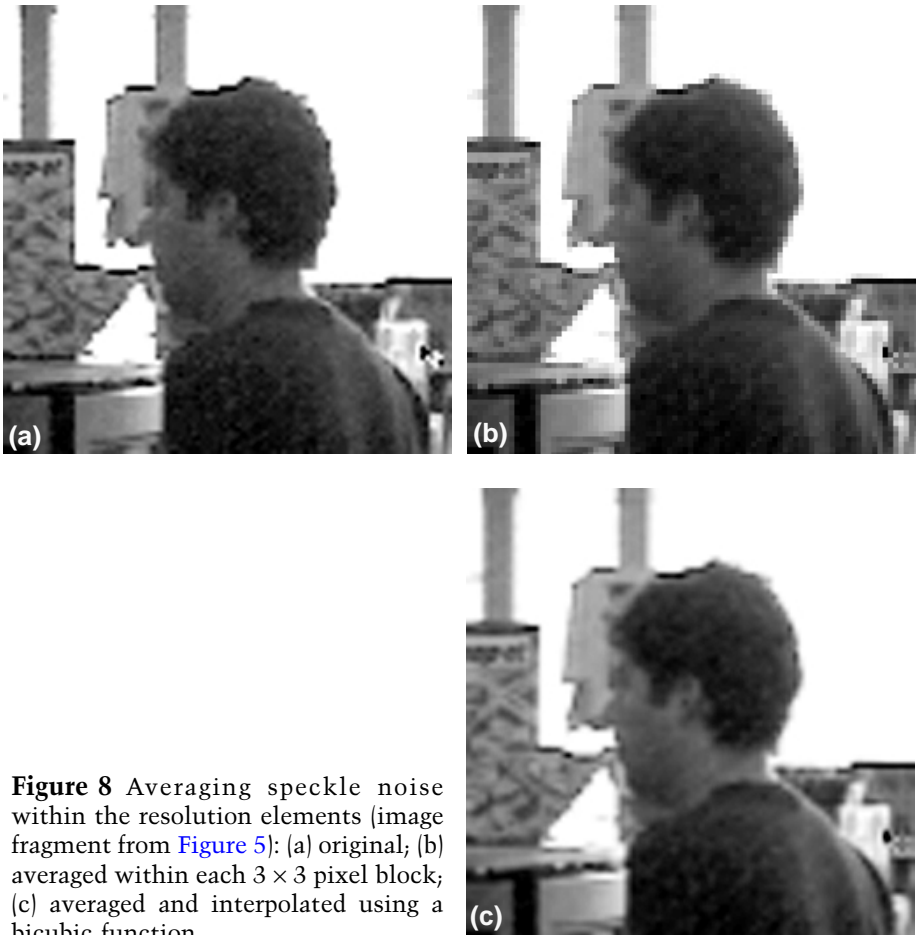 (a)
(b)
(c)
Figure 8 Averaging speckle noise
within the resolution elements (image
fragment from Figure 5): (a) original; (b)
averaged within each 3 × 3 pixel block;
(c) averaged and interpolated using a
bicubic function